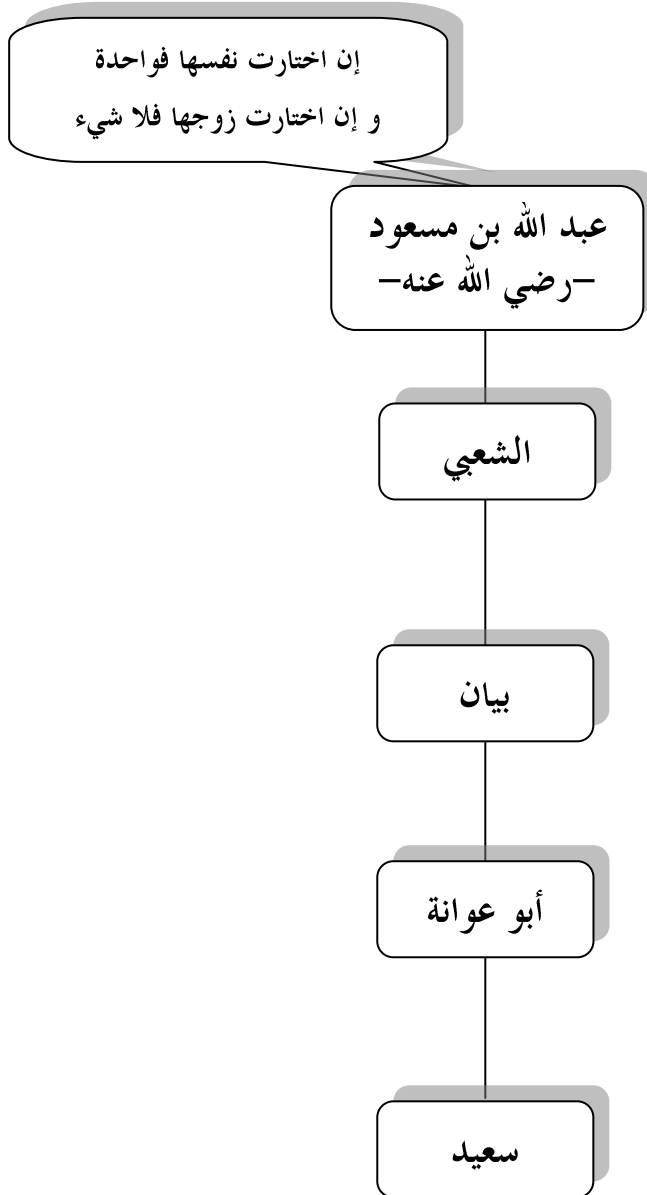 إن اختارت نفسها فواحدة
و إن اختارت زوجها فلا شيء
عبد الله بن مسعود
–رضي الله عنه–
الشعبي
بيان
أبو عوانة
سعيد